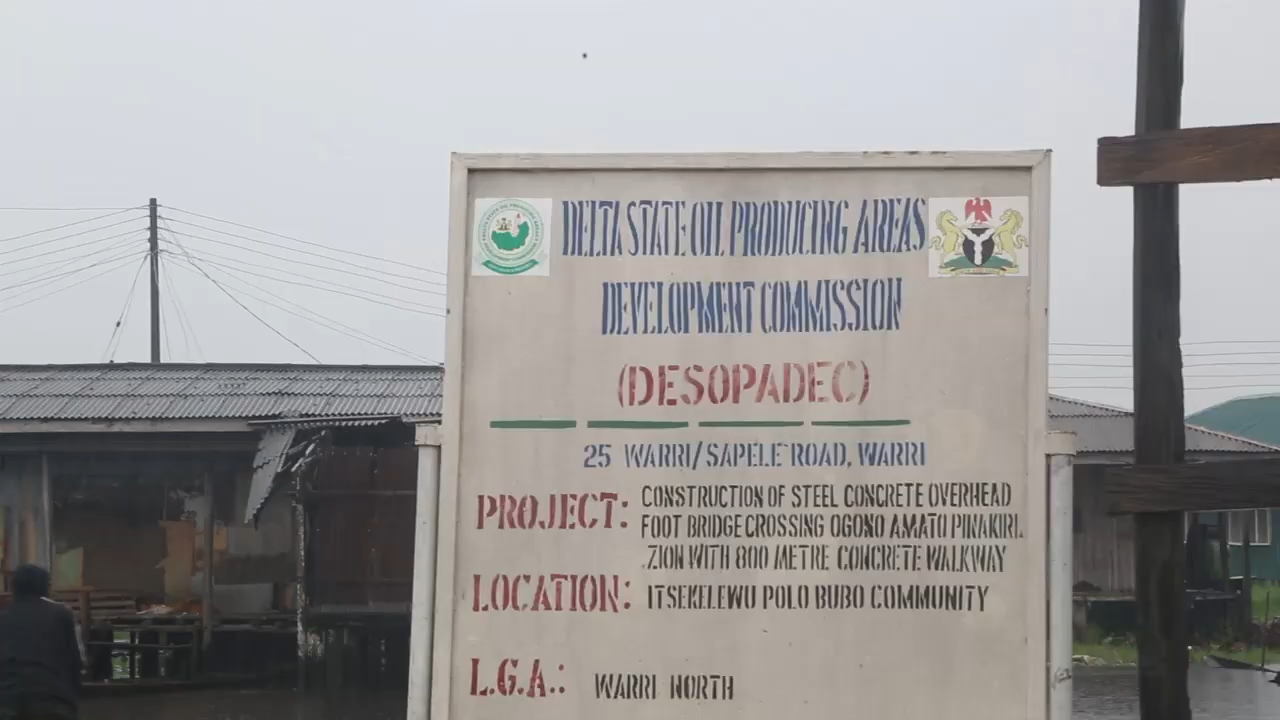 DELTA STATE OIL PRODUCING AREAS
DEVELOPMENT COMMISSION
(DESOPADEC)
25 WARRI/SAPELE ROAD, WARRI
PROJECT: CONSTRUCTION OF STEEL CONCRETE OVERHEAD
FOOT BRIDGE CROSSING OGONO AMATO PINAKIRI.
.ZION WITH 800 METRE CONCRETE WALKWAY
LOCATION: ITSEKELEWU POLO BUBO COMMUNITY
L.G.A.: WARRI NORTH